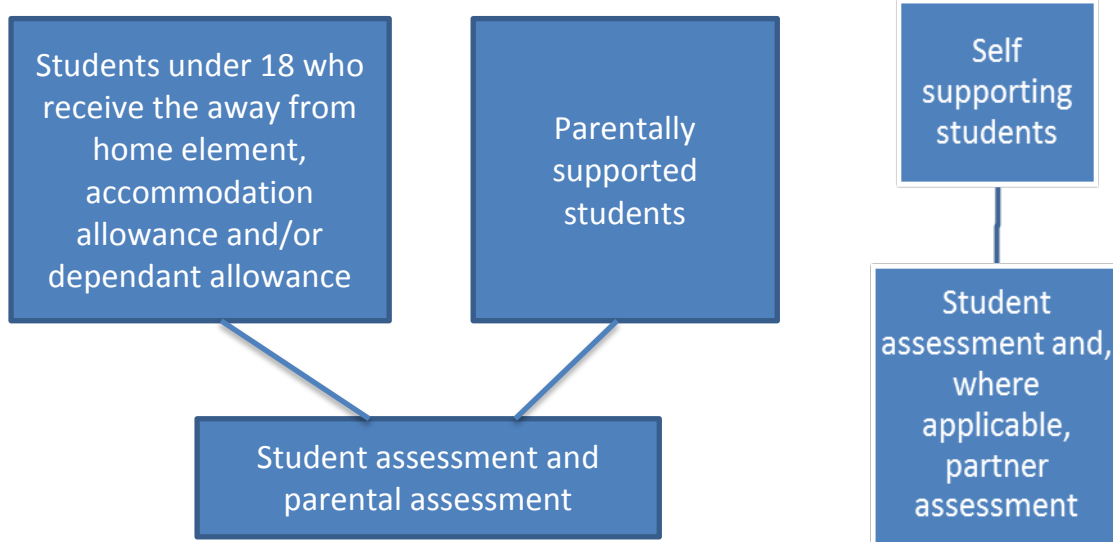 Students under 18 who
receive the away from
home element,
accommodation
allowance and/or
dependant allowance
Parentally
supported
students
Self
supporting
students
Student assessment and
parental assessment
Student
assessment and,
where
applicable,
partner
assessment